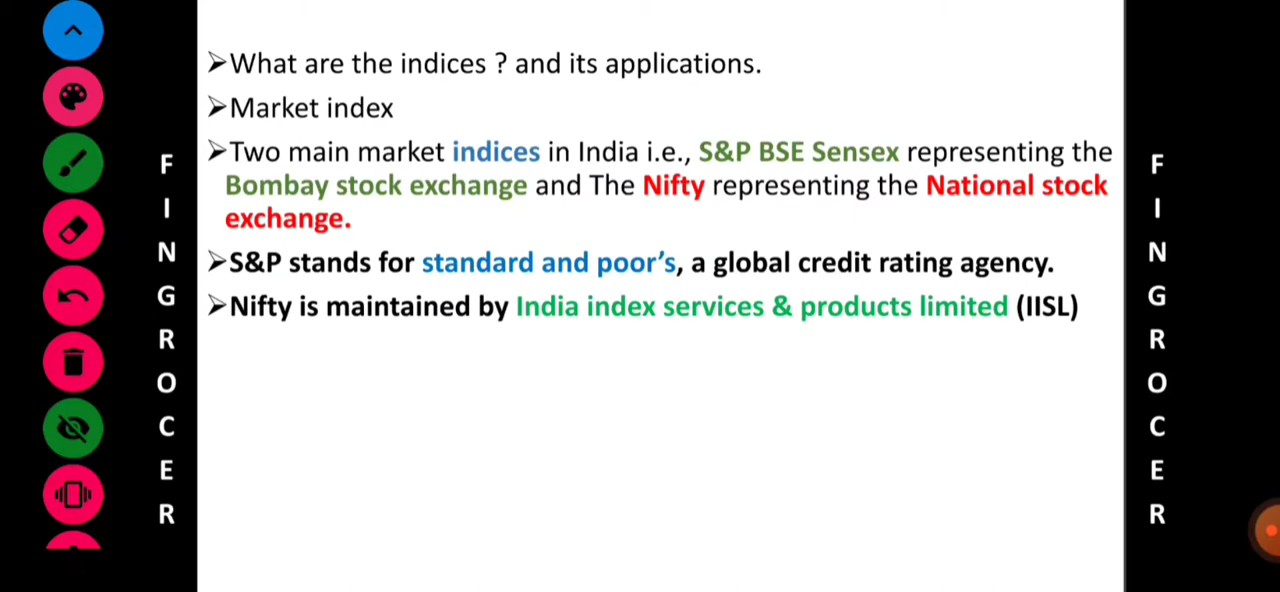 ➢What are the indices ? and its applications.
➢Market index
➢Two main market indices in India i.e., S&P BSE Sensex representing the
Bombay stock exchange and The Nifty representing the National stock
exchange.
➢S&P stands for standard and poor’s, a global credit rating agency.
➢Nifty is maintained by India index services & products limited (IISL)
FINGROCER
FINGROCER